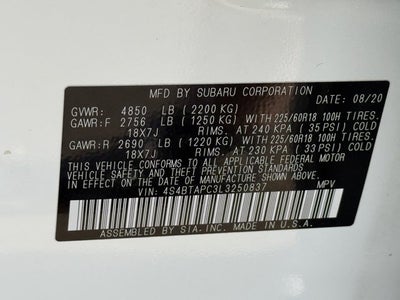 MFD BY SUBARU CORPORATION DATE: 08/20
GVWR: 4850 LB (2200 KG)
GAWR:F 2756 LB (1250 KG) WITH 225/60R18 100H TIRES.
18X7J RIMS. AT 240 KPA (35 PSI) COLD
GAWR:R 2690 LB (1220 KG) WITH 225/60R18 100H TIRES.
18X7J RIMS. AT 230 KPA (33 PSI) COLD
THIS VEHICLE CONFORMS TO ALL APPLICABLE FEDERAL MOTOR
VEHICLE SAFETY, BUMPER, AND THEFT PREVENTION STANDARDS
IN EFFECT ON THE DATE OF MANUFACTURE SHOWN ABOVE.
VIN: 4S4BTAPC3L3250837 MPV
ASSEMBLED BY SIA. INC. MADE IN U.S.A.